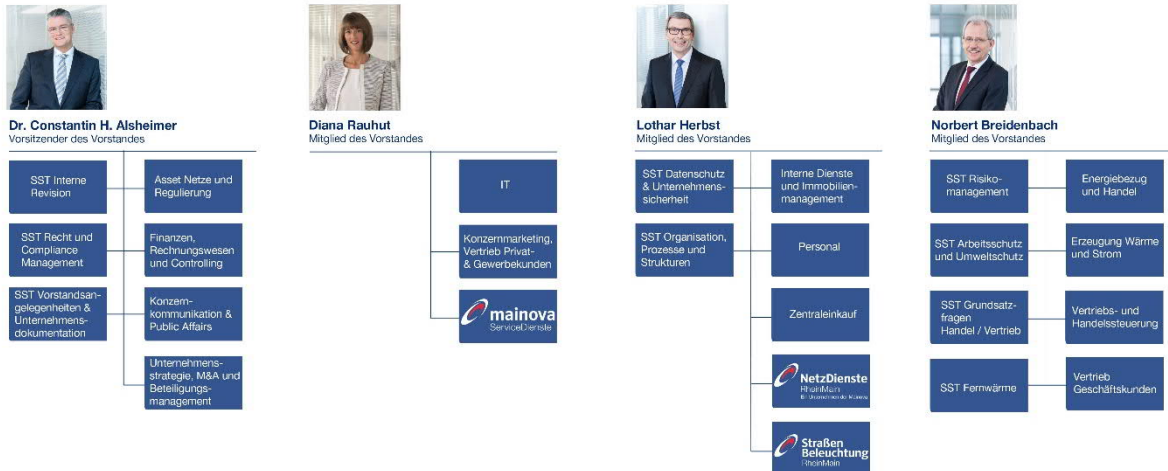 Dr. Constantin H. Alsheimer
Vorsitzender des Vorstandes
SST Interne
Revision
Asset Netze und
Regulierung
SST Recht und
Compliance
Management
Finanzen,
Rechnungswesen
und Controlling
SST Vorstandsan-
gelegenheiten &
Unternehmens-
dokumentation
Konzern-
kommunikation &
Public Affairs
Unternehmens-
strategie, M&A und
Beteiligungs-
management
Diana Rauhut
Mitglied des Vorstandes
IT
Konzernmarketing,
Vertrieb Privat-
& Gewerbekunden
mainova
ServiceDienste
Lothar Herbst
Mitglied des Vorstandes
SST Datenschutz
& Unternehmens-
sicherheit
Interne Dienste
und Immobilien-
management
SST Organisation,
Prozesse und
Strukturen
Personal
Zentraleinkauf
NetzDienste
RheinMain
Ein Unternehmen der Mainova
Straßen
Beleuchtung
RheinMain
Norbert Breidenbach
Mitglied des Vorstandes
SST Risiko-
management
Energiebezug
und Handel
SST Arbeitsschutz
und Umweltschutz
Erzeugung Wärme
und Strom
SST Grundsatz-
fragen
Handel / Vertrieb
Vertriebs- und
Handelssteuerung
SST Fernwärme
Vertrieb
Geschäftskunden